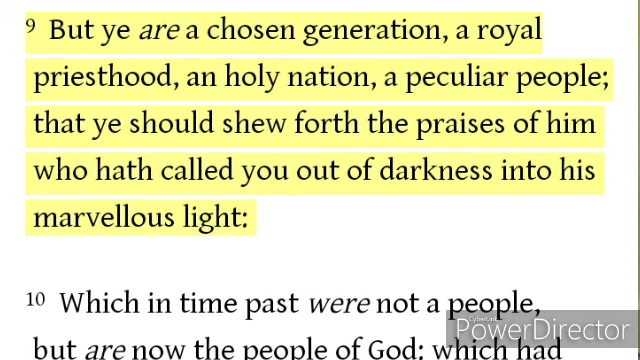 9 But ye are a chosen generation, a royal
priesthood, an holy nation, a peculiar people;
that ye should shew forth the praises of him
who hath called you out of darkness into his
marvellous light:
10 Which in time past were not a people,
but are now the people of God: which had
CyberLink
PowerDirector